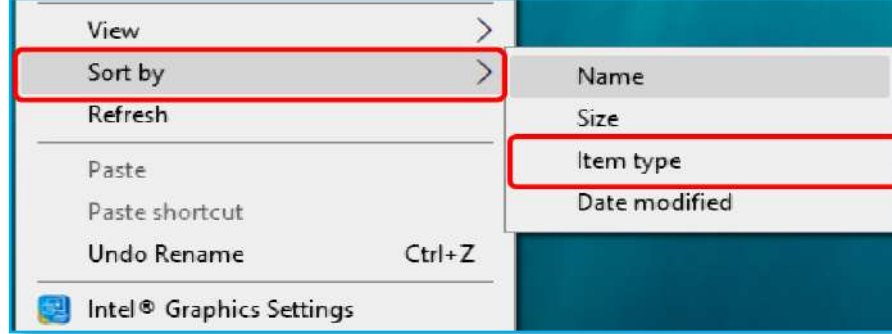 View
Sort by
Refresh
Paste
Paste shortcut
Undo Rename Ctrl+Z
Intel® Graphics Settings
Name
Size
Item type
Date modified